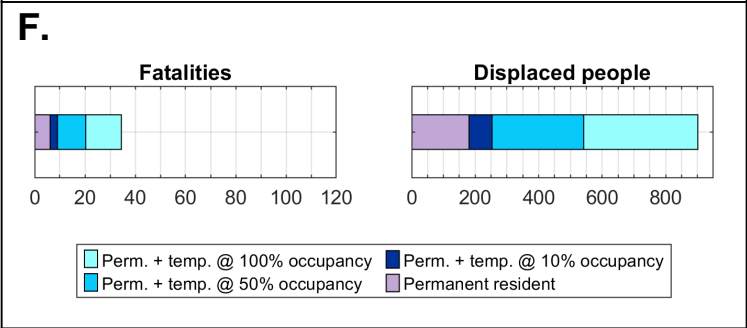 F.
Fatalities
Displaced people
0 20 40 60 80 100 120
0 200 400 600 800
Perm. + temp. @ 100% occupancy
Perm. + temp. @ 10% occupancy
Perm. + temp. @ 50% occupancy
Permanent resident